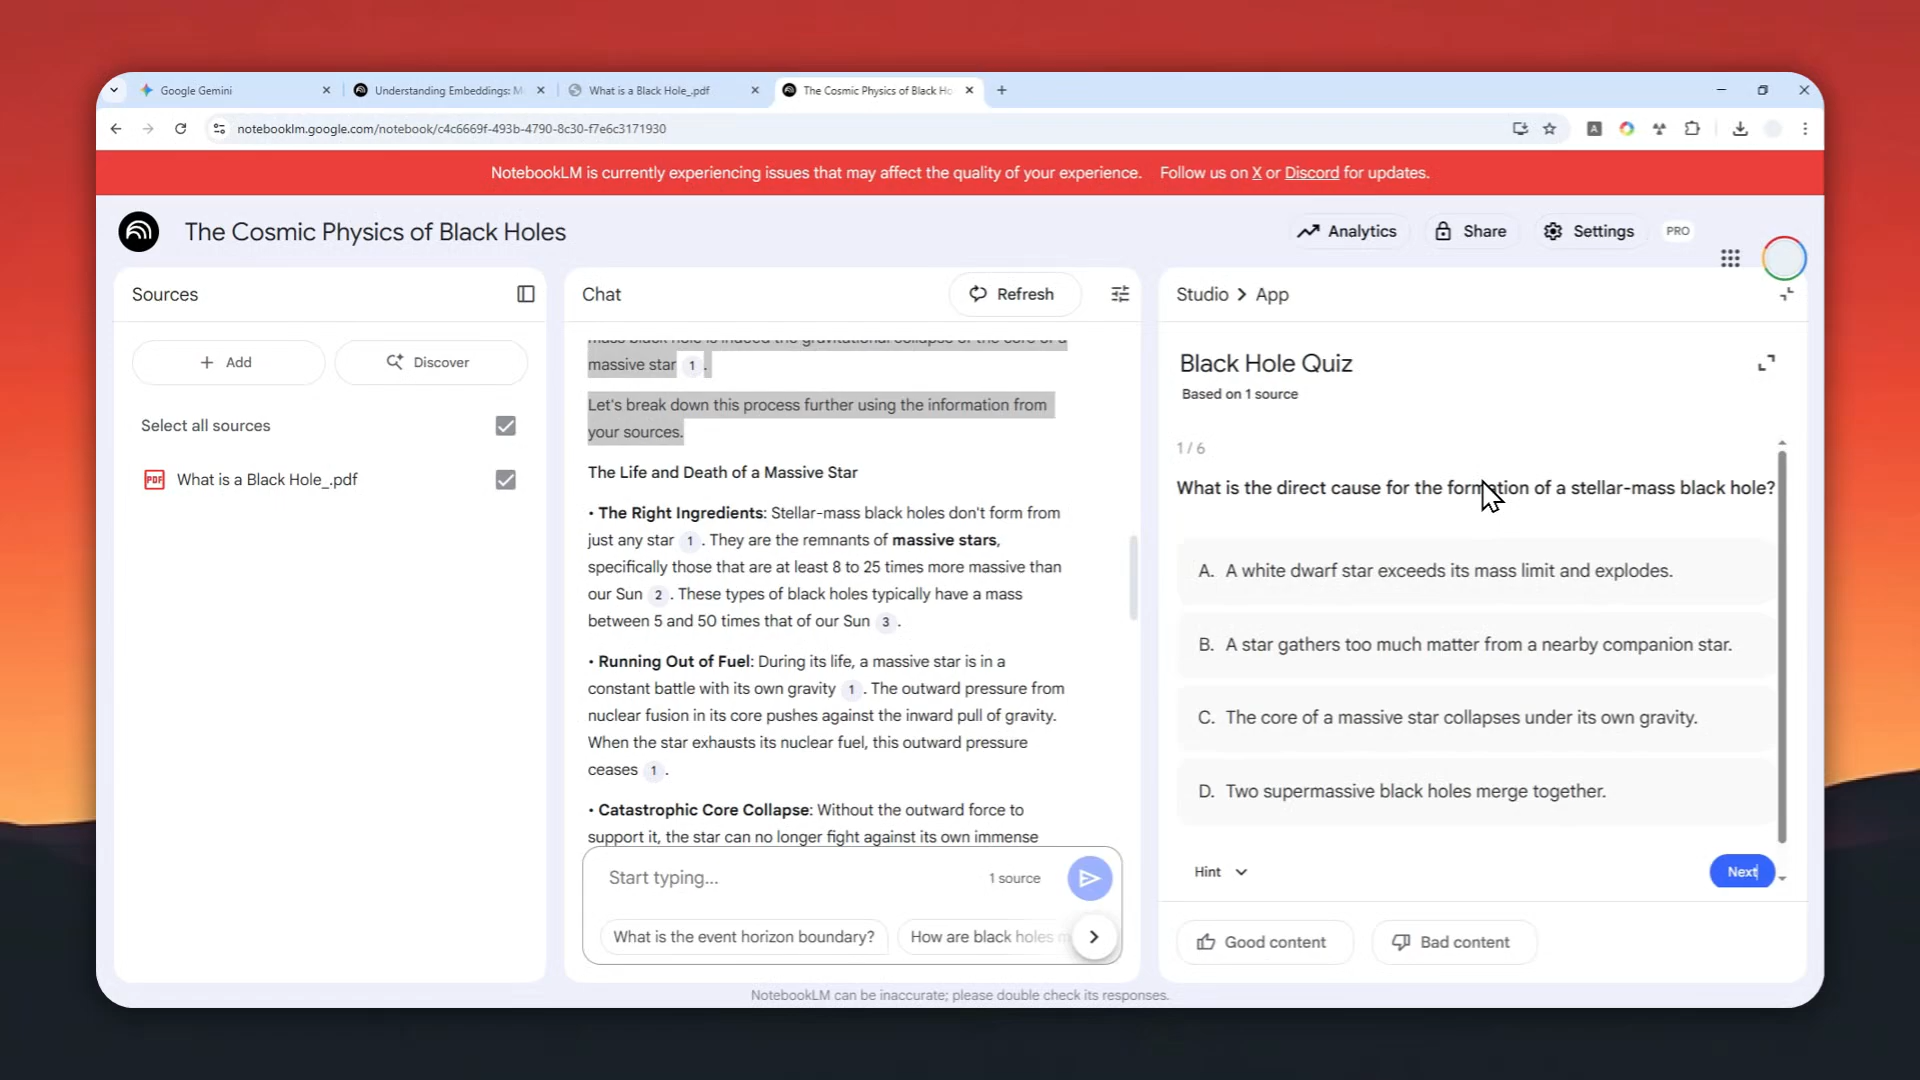 Google Gemini
Understanding Embeddings: M
What is a Black Hole_.pdf
The Cosmic Physics of Black Ho
notebooklm.google.com/notebook/c4c6669f-493b-4790-8c30-f7e6c3171930
NotebookLM is currently experiencing issues that may affect the quality of your experience. Follow us on X or Discord for updates.
The Cosmic Physics of Black Holes
Analytics
Share
Settings
PRO
Sources
Add
Discover
Select all sources
PDF
What is a Black Hole_.pdf
Chat
Refresh
mass black hole is indeed the gravitational collapse of the core of a
massive star 1 .
Let's break down this process further using the information from
your sources.
The Life and Death of a Massive Star
• The Right Ingredients: Stellar-mass black holes don't form from
just any star 1 . They are the remnants of massive stars,
specifically those that are at least 8 to 25 times more massive than
our Sun 2 . These types of black holes typically have a mass
between 5 and 50 times that of our Sun 3 .
• Running Out of Fuel: During its life, a massive star is in a
constant battle with its own gravity 1 . The outward pressure from
nuclear fusion in its core pushes against the inward pull of gravity.
When the star exhausts its nuclear fuel, this outward pressure
ceases 1 .
• Catastrophic Core Collapse: Without the outward force to
support it, the star can no longer fight against its own immense
Start typing...
1 source
What is the event horizon boundary?
How are black holes m
Studio > App
Black Hole Quiz
Based on 1 source
1 / 6
What is the direct cause for the formation of a stellar-mass black hole?
A. A white dwarf star exceeds its mass limit and explodes.
B. A star gathers too much matter from a nearby companion star.
C. The core of a massive star collapses under its own gravity.
D. Two supermassive black holes merge together.
Hint
Next
Good content
Bad content
NotebookLM can be inaccurate; please double check its responses.